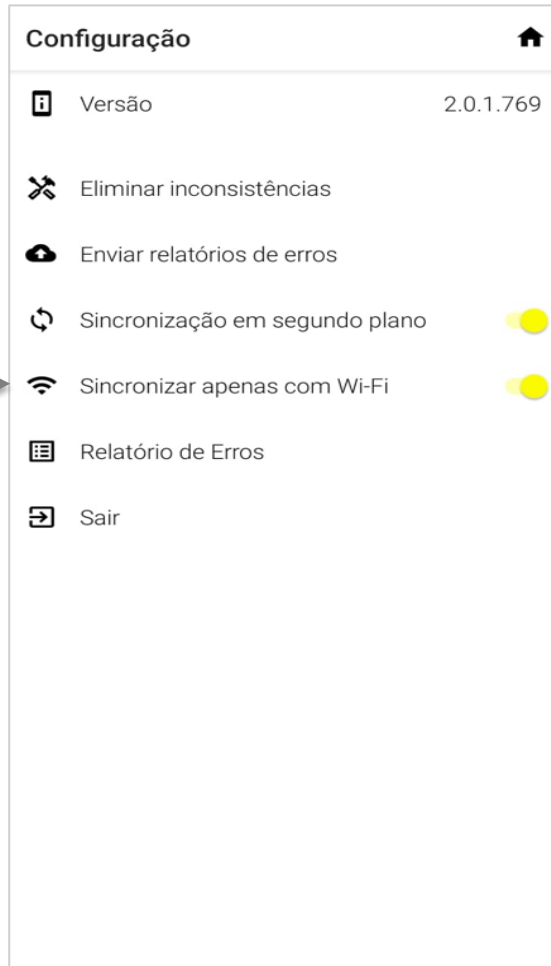 Configuração
Versão 2.0.1.769
Eliminar inconsistências
Enviar relatórios de erros
Sincronização em segundo plano
Sincronizar apenas com Wi-Fi
Relatório de Erros
Sair